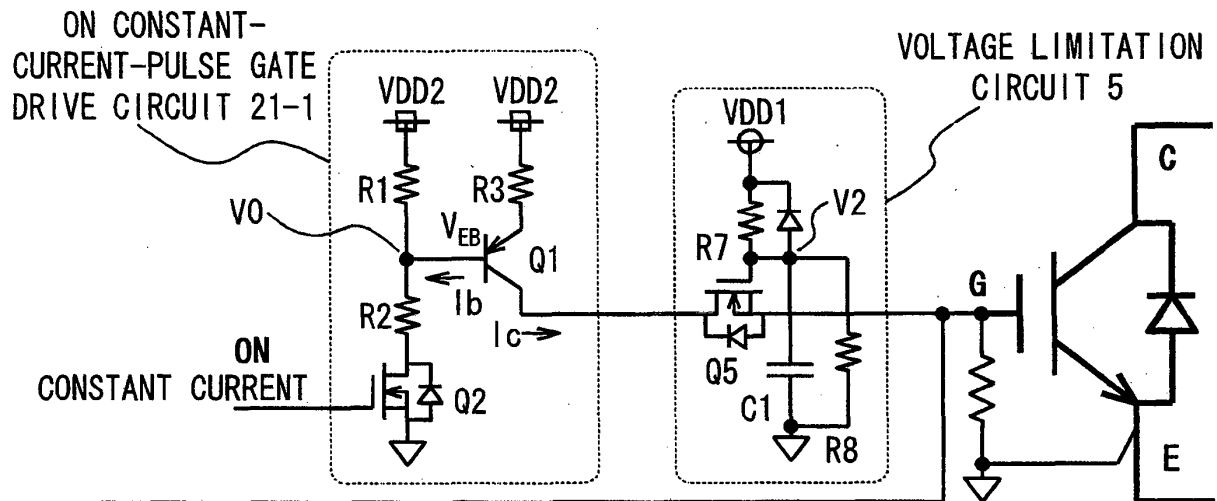 ON CONSTANT-
CURRENT-PULSE GATE
DRIVE CIRCUIT 21-1
VOLTAGE LIMITATION
CIRCUIT 5
VDD2
VDD2
VDD1
R1
R3
V0
VEB
Q1
Ib
R2
Ic
ON
CONSTANT CURRENT
Q2
R7
V2
Q5
C1
R8
G
C
E